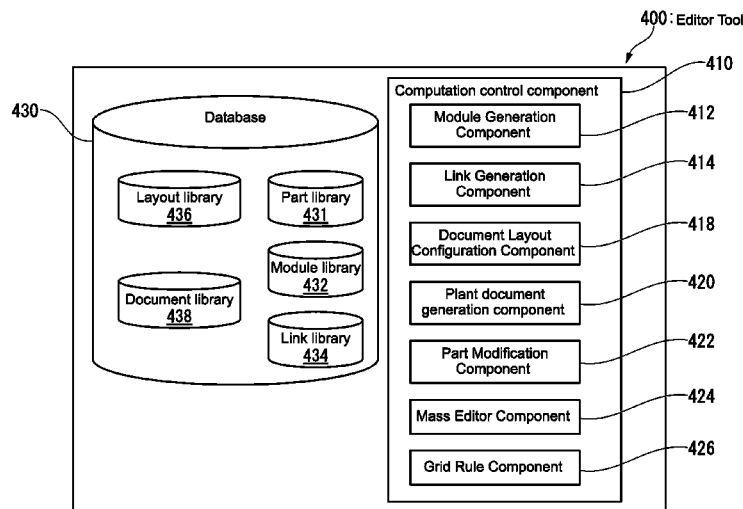 400: Editor Tool
430
Database
Layout library
436
Part library
431
Module library
432
Document library
438
Link library
434
Computation control component
410
Module Generation
Component
412
Link Generation
Component
414
Document Layout
Configuration Component
418
Plant document
generation component
420
Part Modification
Component
422
Mass Editor Component
424
Grid Rule Component
426